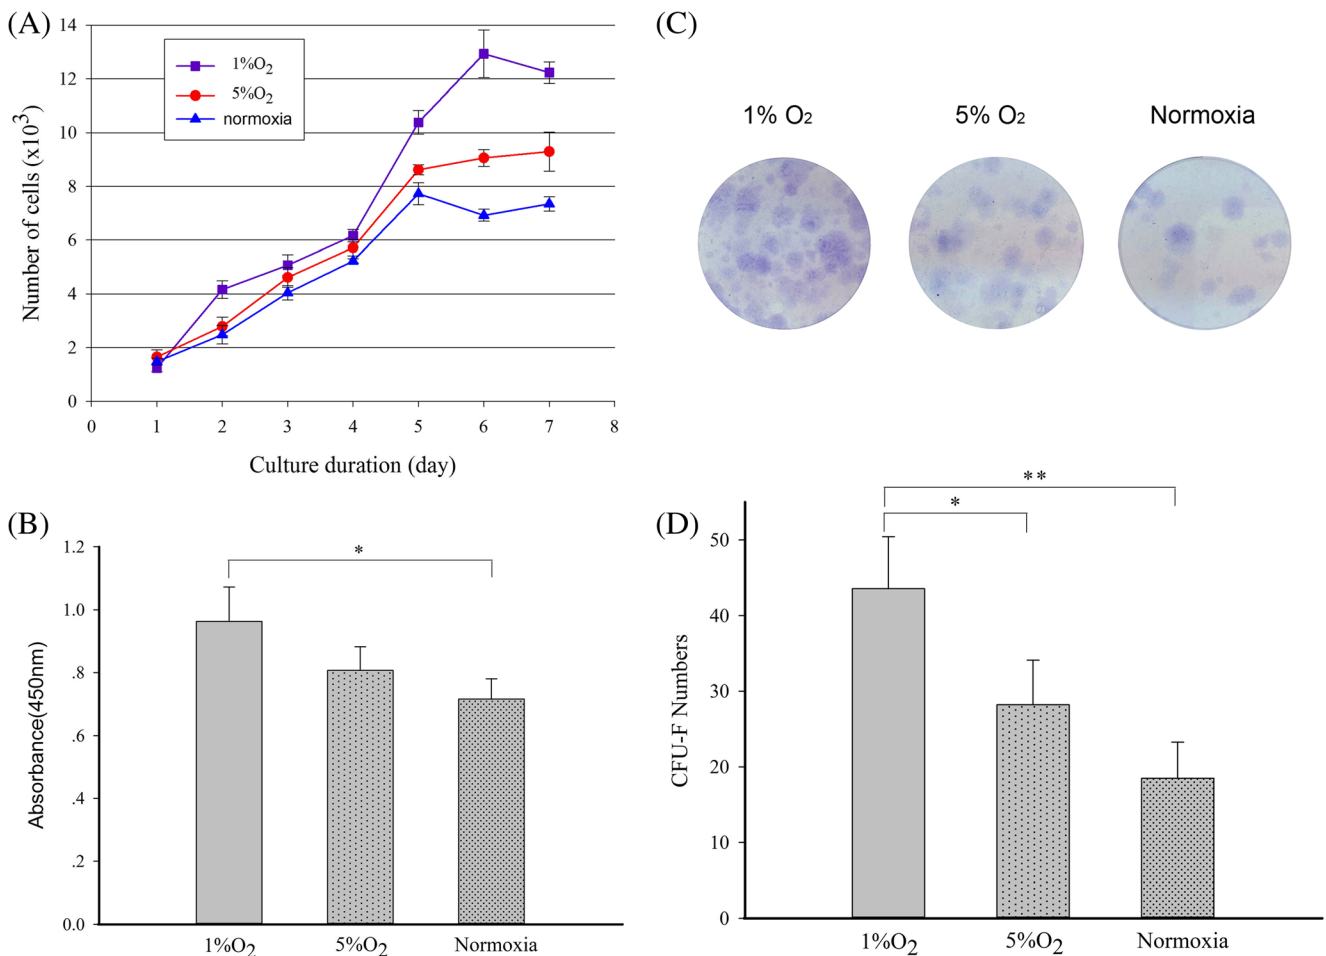 (A)
14
12
10
8
6
4
2
0
Number of cells (x10³)
1%O₂
5%O₂
normoxia
0 1 2 3 4 5 6 7 8
Culture duration (day)
(C)
1% O₂ 5% O₂ Normoxia
(B)
1.2
1.0
.8
.6
.4
.2
0.0
Absorbance(450nm)
*
1%O₂ 5%O₂ Normoxia
(D)
50
40
30
20
10
0
CFU-F Numbers
**
*
1%O₂ 5%O₂ Normoxia